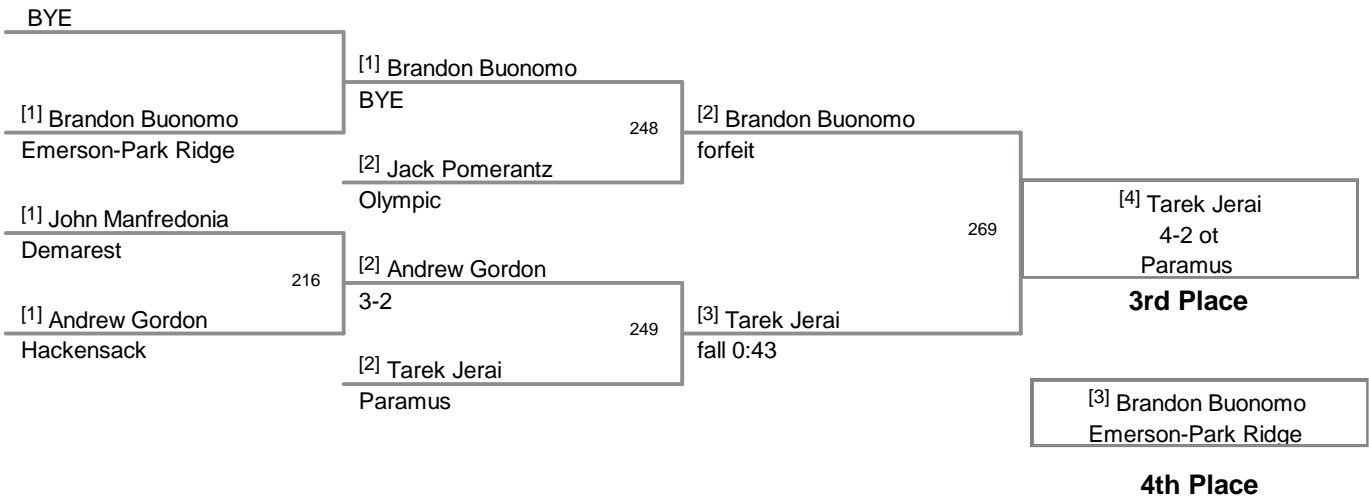 BYE
[1] Brandon Buonomo
BYE
[1] Brandon Buonomo
Emerson-Park Ridge
248
[2] Brandon Buonomo
forfeit
[2] Jack Pomerantz
Olympic
[1] John Manfredonia
Demarest
216
[2] Andrew Gordon
3-2
[1] Andrew Gordon
Hackensack
249
[3] Tarek Jerai
fall 0:43
[2] Tarek Jerai
Paramus
269
[4] Tarek Jerai
4-2 ot
Paramus
3rd Place
[3] Brandon Buonomo
Emerson-Park Ridge
4th Place